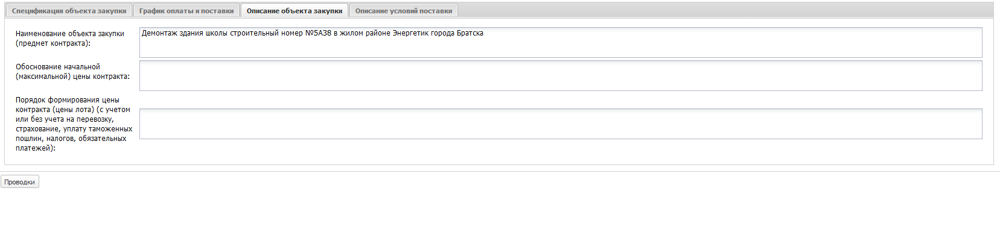 Спецификация объекта закупки График оплаты и поставки Описание объекта закупки Описание условий поставки
Наименование объекта закупки
(предмет контракта):
Демонтаж здания школы строительный номер №5А38 в жилом районе Энергетик города Братска
Обоснование начальной
(максимальной) цены контракта:
Порядок формирования цены
контракта (цены лота) (с учетом
или без учета на перевозку,
страхование, уплату таможенных
пошлин, налогов, обязательных
платежей):
Проводки